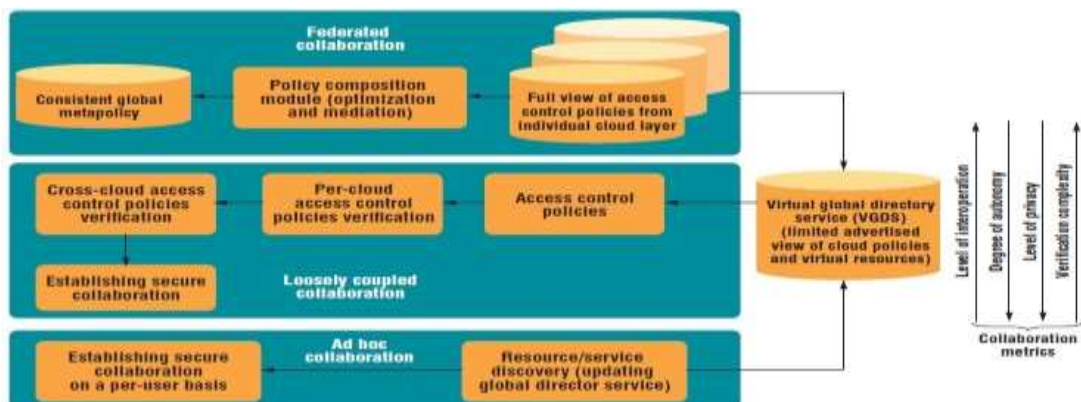 Federated
collaboration
Consistent global
metapolicy
Policy composition
module (optimization
and mediation)
Full view of access
control policies from
individual cloud layer
Cross-cloud access
control policies
verification
Per-cloud
access control
policies verification
Access control
policies
Establishing secure
collaboration
Loosely coupled
collaboration
Virtual global directory
service (VGDS)
(limited advertised
view of cloud policies
and virtual resources)
Ad hoc
collaboration
Establishing secure
collaboration
on a per-user basis
Resource/service
discovery (updating
global director service)
Level of interoperation
Degree of autonomy
Level of privacy
Verification complexity
Collaboration
metrics